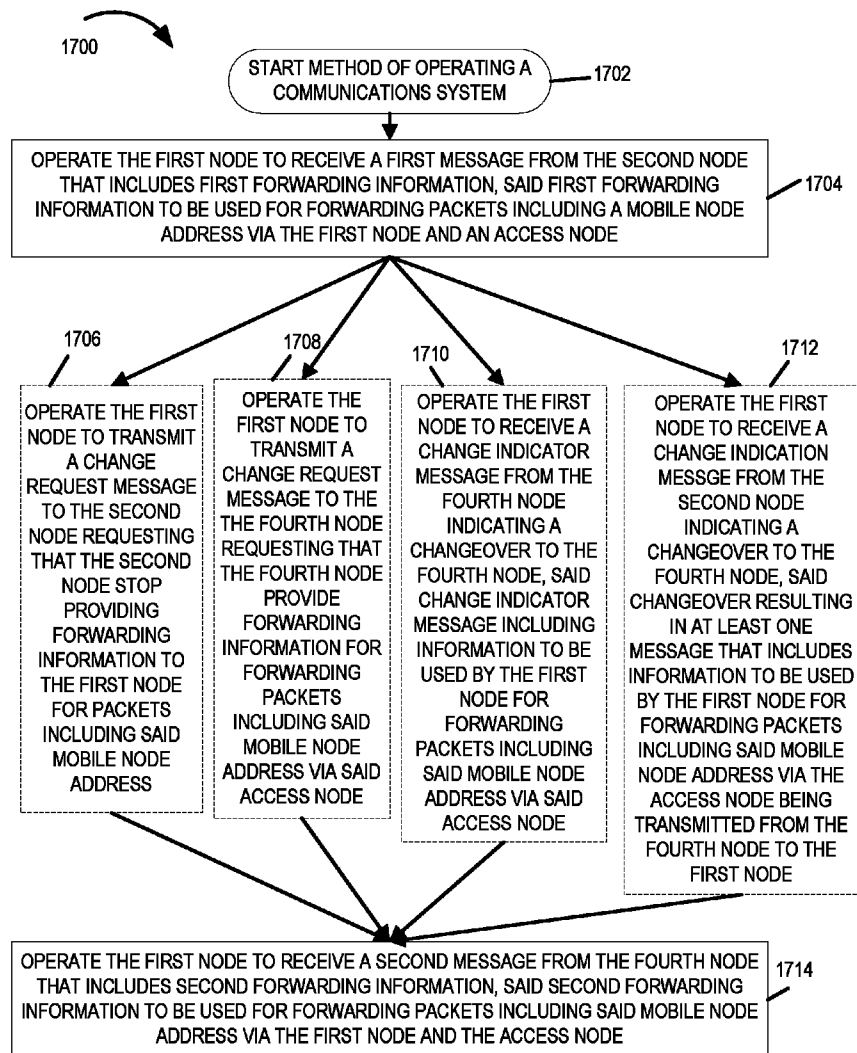 1700
START METHOD OF OPERATING A
COMMUNICATIONS SYSTEM
1702
OPERATE THE FIRST NODE TO RECEIVE A FIRST MESSAGE FROM THE SECOND NODE
THAT INCLUDES FIRST FORWARDING INFORMATION, SAID FIRST FORWARDING
INFORMATION TO BE USED FOR FORWARDING PACKETS INCLUDING A MOBILE NODE
ADDRESS VIA THE FIRST NODE AND AN ACCESS NODE
1704
1706
OPERATE THE FIRST
NODE TO TRANSMIT
A CHANGE
REQUEST MESSAGE
TO THE SECOND
NODE REQUESTING
THAT THE SECOND
NODE STOP
PROVIDING
FORWARDING
INFORMATION TO
THE FIRST NODE
FOR PACKETS
INCLUDING SAID
MOBILE NODE
ADDRESS
1708
OPERATE THE
FIRST NODE TO
TRANSMIT A
CHANGE REQUEST
MESSAGE TO THE
THE FOURTH NODE
REQUESTING THAT
THE FOURTH NODE
PROVIDE
FORWARDING
INFORMATION FOR
FORWARDING
PACKETS
INCLUDING SAID
MOBILE NODE
ADDRESS VIA SAID
ACCESS NODE
1710
OPERATE THE FIRST
NODE TO RECEIVE A
CHANGE INDICATOR
MESSAGE FROM THE
FOURTH NODE
INDICATING A
CHANGEOVER TO THE
FOURTH NODE, SAID
CHANGE INDICATOR
MESSAGE INCLUDING
INFORMATION TO BE
USED BY THE FIRST
NODE FOR
FORWARDING
PACKETS INCLUDING
SAID MOBILE NODE
ADDRESS VIA SAID
ACCESS NODE
1712
OPERATE THE FIRST
NODE TO RECEIVE A
CHANGE INDICATION
MESSGE FROM THE
SECOND NODE
INDICATING A
CHANGEOVER TO THE
FOURTH NODE, SAID
CHANGEOVER RESULTING
IN AT LEAST ONE
MESSAGE THAT INCLUDES
INFORMATION TO BE USED
BY THE FIRST NODE FOR
FORWARDING PACKETS
INCLUDING SAID MOBILE
NODE ADDRESS VIA THE
ACCESS NODE BEING
TRANSMITTED FROM THE
FOURTH NODE TO THE
FIRST NODE
OPERATE THE FIRST NODE TO RECEIVE A SECOND MESSAGE FROM THE FOURTH NODE
THAT INCLUDES SECOND FORWARDING INFORMATION, SAID SECOND FORWARDING
INFORMATION TO BE USED FOR FORWARDING PACKETS INCLUDING SAID MOBILE NODE
ADDRESS VIA THE FIRST NODE AND THE ACCESS NODE
1714